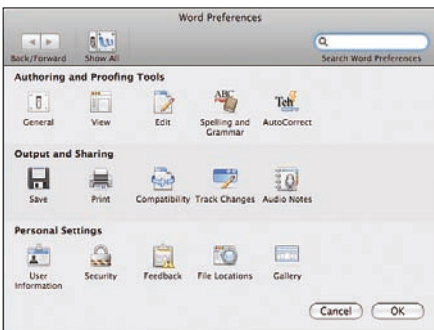 Word Preferences
Back/Forward Show All Search Word Preferences
Authoring and Proofing Tools
ABC Teh
General View Edit Spelling and Grammar AutoCorrect
Output and Sharing
Save Print Compatibility Track Changes Audio Notes
Personal Settings
User Information Security Feedback File Locations Gallery
Cancel OK